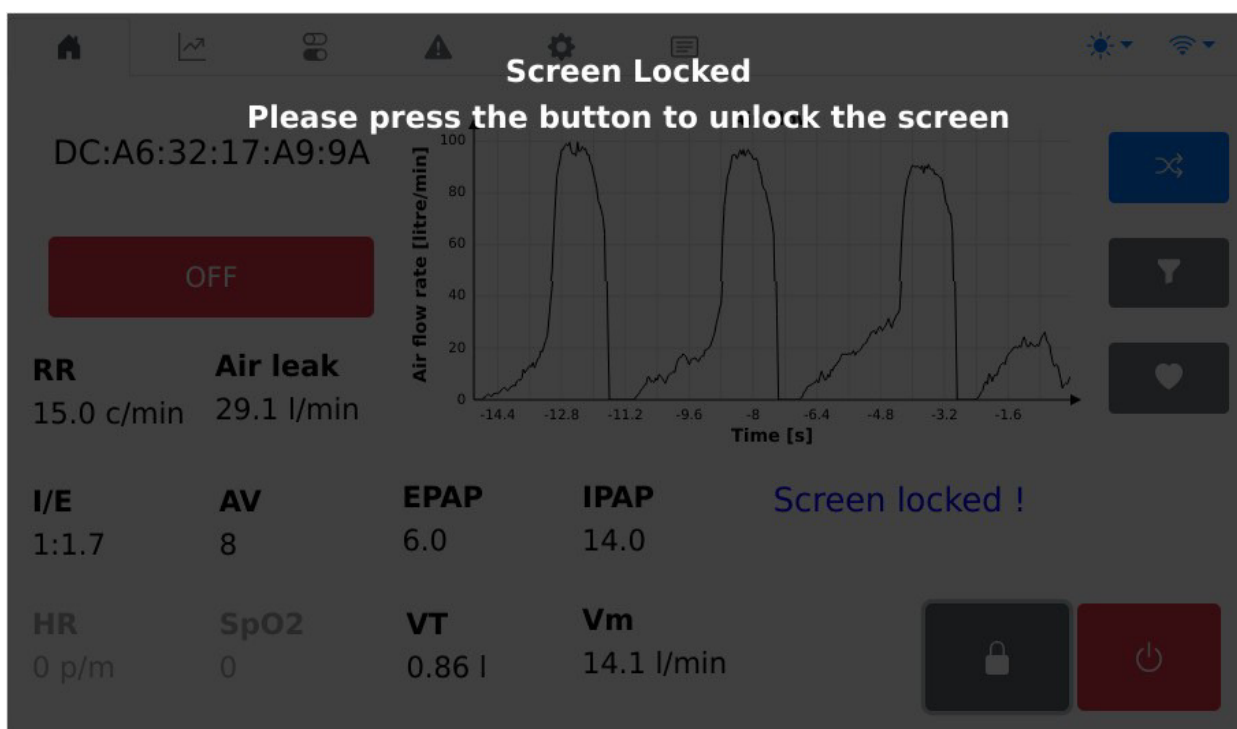 Screen Locked
Please press the button to unlock the screen
DC:A6:32:17:A9:9A
OFF
RR
15.0 c/min
Air leak
29.1 l/min
Air flow rate [litre/min]
100
80
60
40
20
0
-14.4 -12.8 -11.2 -9.6 -8 -6.4 -4.8 -3.2 -1.6
Time [s]
I/E
1:1.7
AV
8
EPAP
6.0
IPAP
14.0
Screen locked !
HR
0 p/m
SpO2
0
VT
0.86 l
Vm
14.1 l/min